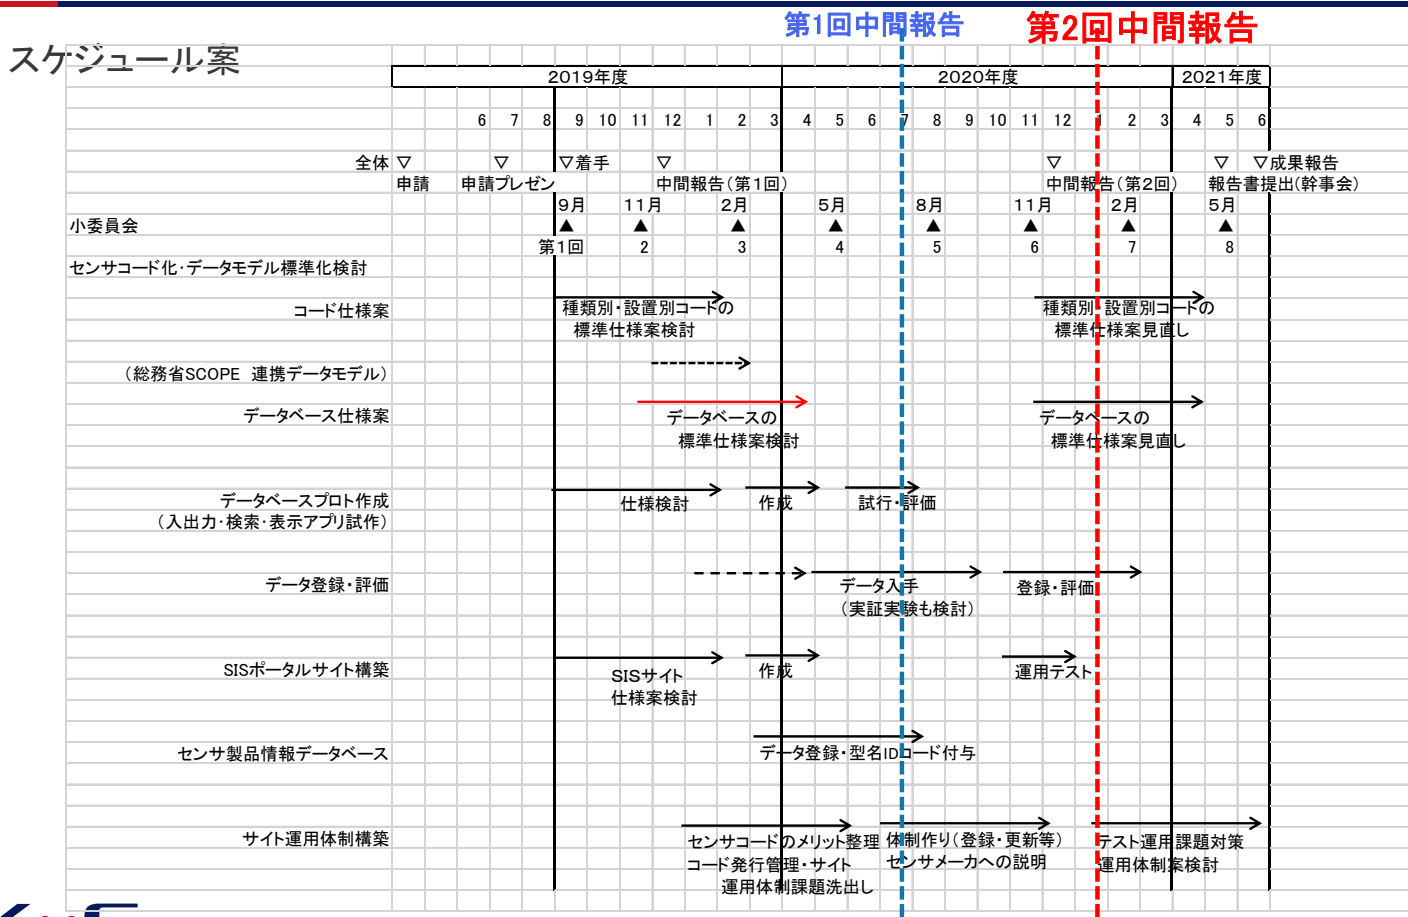 第1回中間報告
第2回中間報告
スケジュール案
2019年度
2020年度
2021年度
6 7 8 9 10 11 12 1 2 3 4 5 6 7 8 9 10 11 12 1 2 3 4 5 6
全体 ▽ ▽ ▽着手 ▽ ▽ ▽ ▽成果報告
申請 申請プレゼン 中間報告(第1回) 中間報告(第2回) 報告書提出(幹事会)
9月 11月 2月 5月 8月 11月 2月 5月
小委員会 ▲ ▲ ▲ ▲ ▲ ▲ ▲ ▲
第1回 2 3 4 5 6 7 8
センサコード化・データモデル標準化検討
コード仕様案
種類別・設置別コードの
標準仕様案検討
種類別・設置別コードの
標準仕様案見直し
(総務省SCOPE 連携データモデル)
データベース仕様案
データベースの
標準仕様案検討
データベースの
標準仕様案見直し
データベースプロト作成
(入出力・検索・表示アプリ試作)
仕様検討
作成
試行・評価
データ登録・評価
データ入手
(実証実験も検討)
登録・評価
SISポータルサイト構築
SISサイト
仕様案検討
作成
運用テスト
センサ製品情報データベース
データ登録・型名IDコード付与
サイト運用体制構築
センサコードのメリット整理
コード発行管理・サイト
運用体制課題洗出し
体制作り(登録・更新等)
センサメーカへの説明
テスト運用課題対策
運用体制案検討